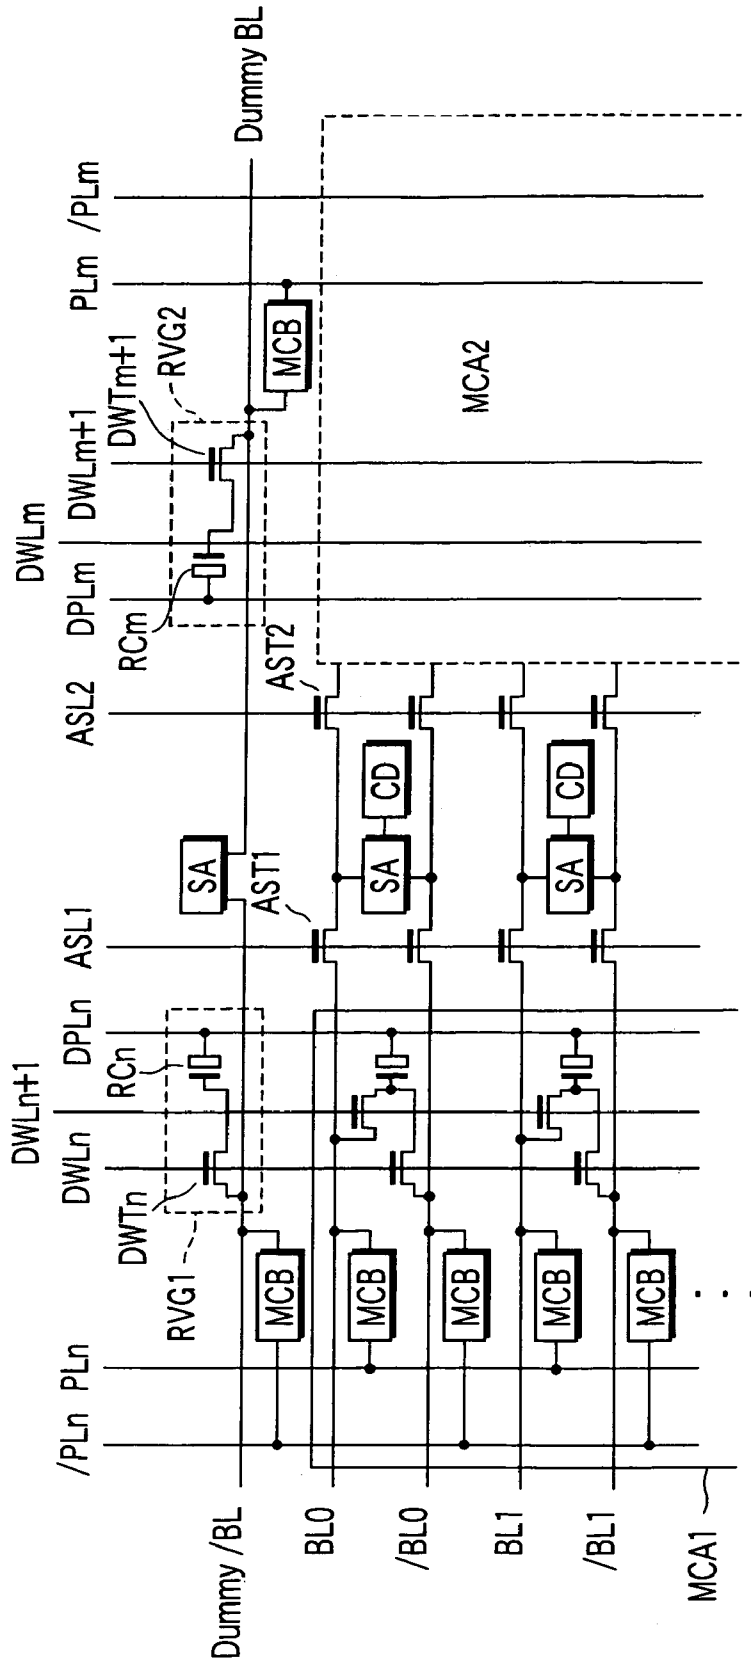 /PLn
PLn
DWLn
DWLn+1
DPLn
ASL1
ASL2
DPLm
DWLm
DWLm+1
PLm
/PLm
RVG1
DWTn
RCn
RCm
DWTm+1
RVG2
Dummy /BL
MCB
SA
MCB
Dummy BL
AST1
AST2
BL0
MCB
SA
CD
/BL0
MCB
MCA2
BL1
MCB
SA
CD
/BL1
MCB
MCA1
. . .